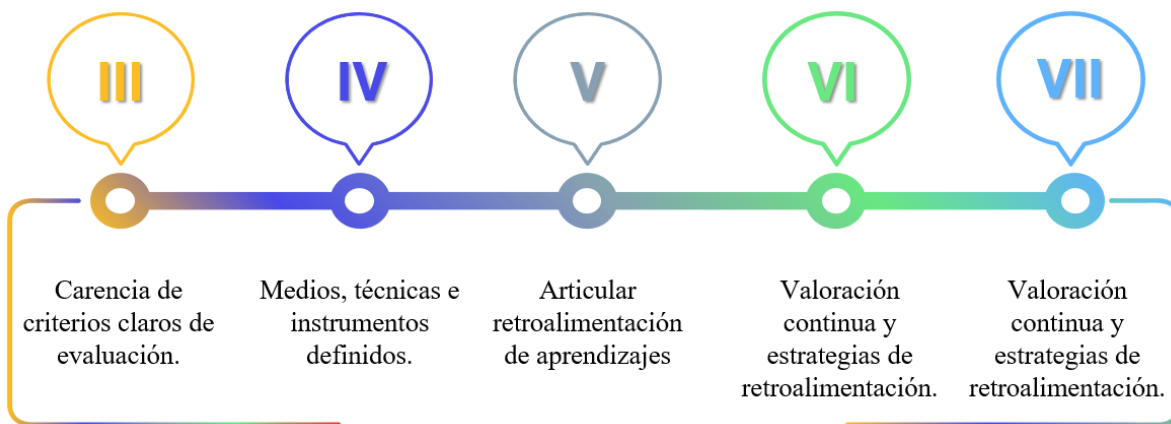 III
IV
V
VI
VII
Carencia de
criterios claros de
evaluación.
Medios, técnicas e
instrumentos
definidos.
Articular
retroalimentación
de aprendizajes
Valoración
continua y
estrategias de
retroalimentación.
Valoración
continua y
estrategias de
retroalimentación.